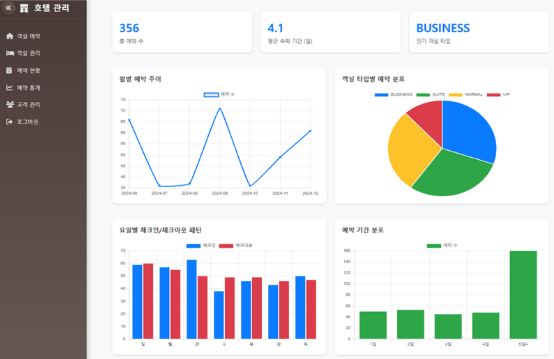 호텔 관리
객실 예약
객실 관리
예약 현황
예약 통계
고객 관리
로그아웃
356
총 예약 수
4.1
평균 숙박 기간 (일)
BUSINESS
인기 객실 타입
월별 예약 추이
예약 수
75
70
65
60
55
50
45
40
35
2024-06
2024-07
2024-08
2024-09
2024-10
2024-11
2024-12
객실 타입별 예약 분포
BUSINESS
SUITE
NORMAL
VIP
요일별 체크인/체크아웃 패턴
체크인
체크아웃
70
60
50
40
30
20
10
0
일
월
화
수
목
금
토
예약 기간 분포
예약 수
160
140
120
100
80
60
40
20
0
1일
2일
3일
4일
5일+